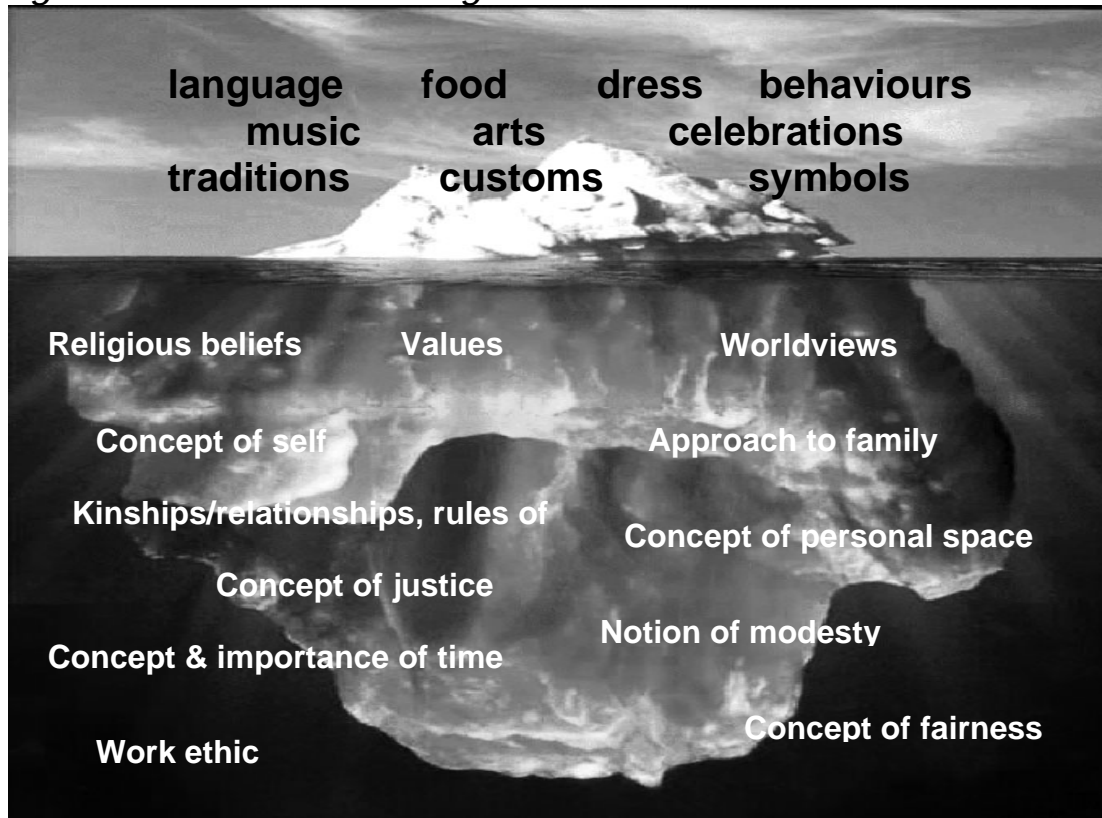 language food dress behaviours
music arts celebrations
traditions customs symbols
Religious beliefs Values Worldviews
Concept of self Approach to family
Kinships/relationships, rules of
Concept of personal space
Concept of justice
Notion of modesty
Concept & importance of time
Concept of fairness
Work ethic